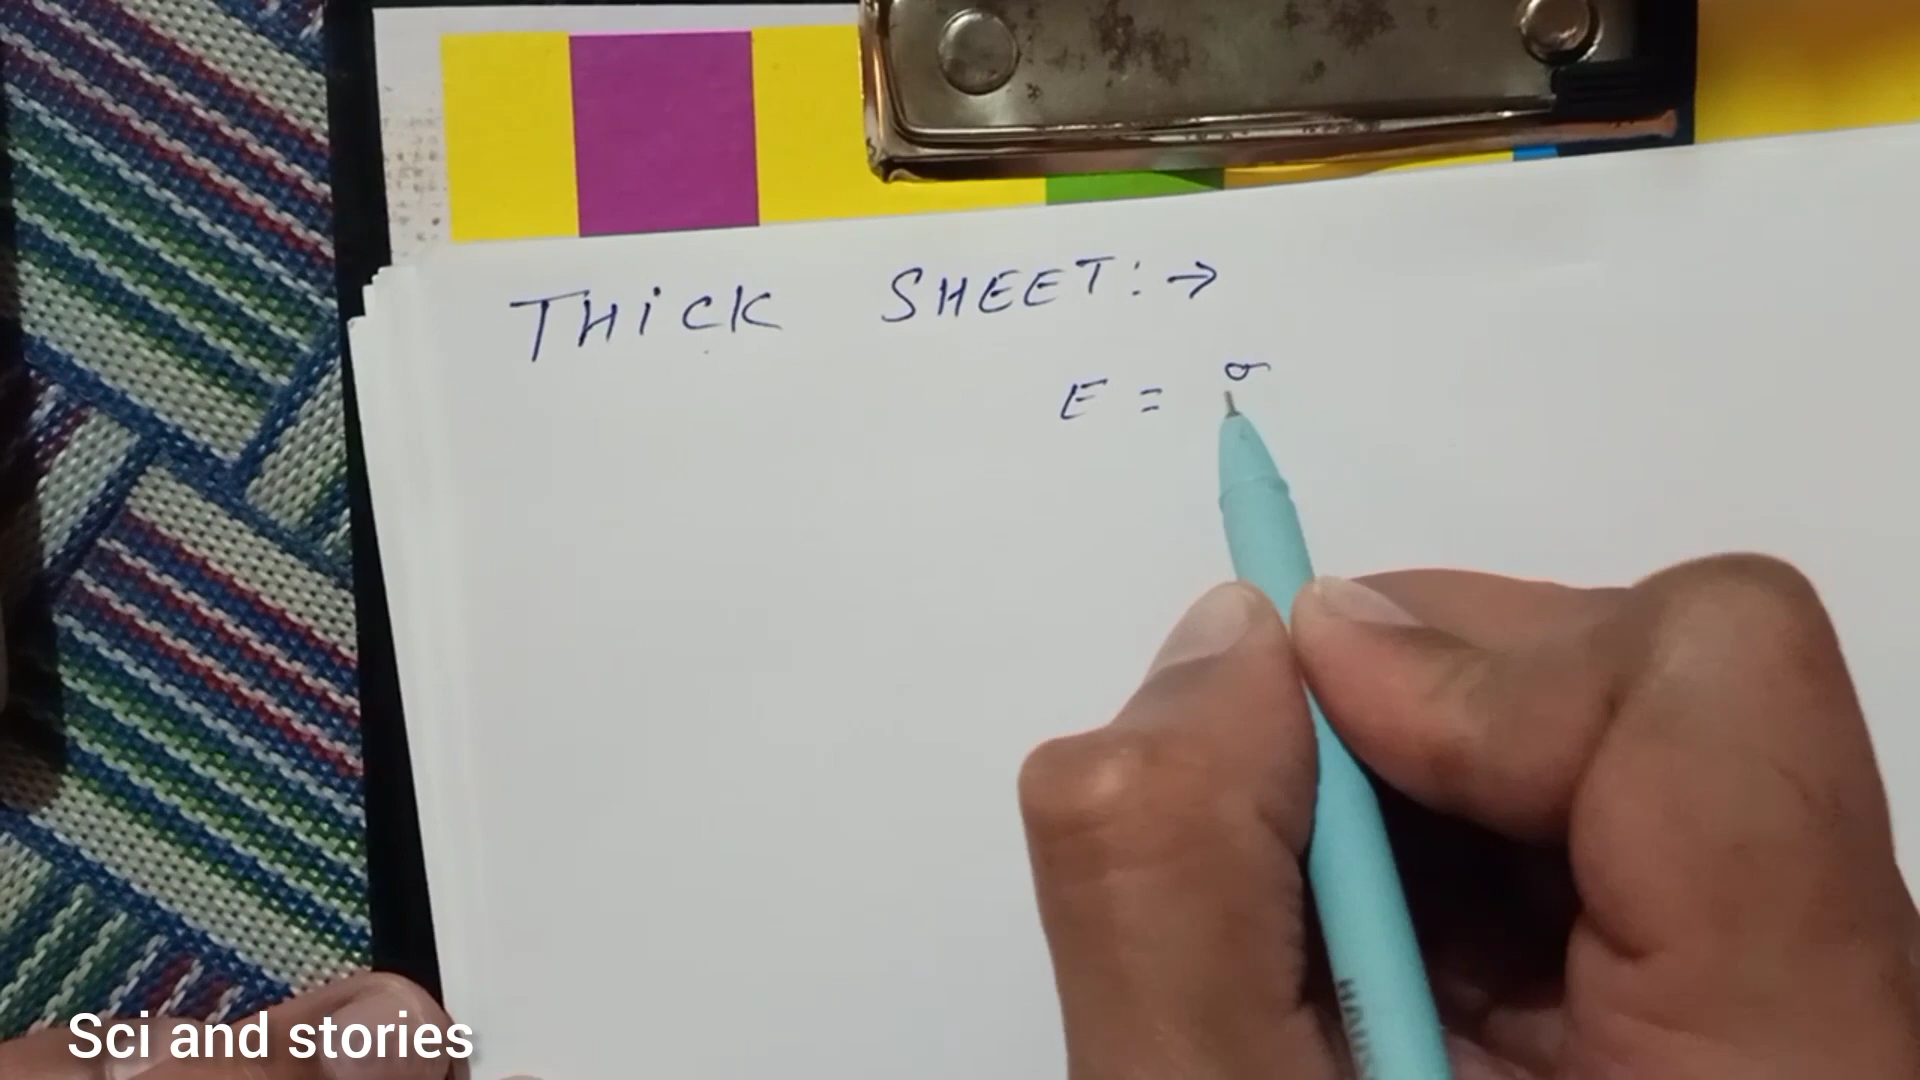 THiCK SHEET:→
E = σ
Sci and stories